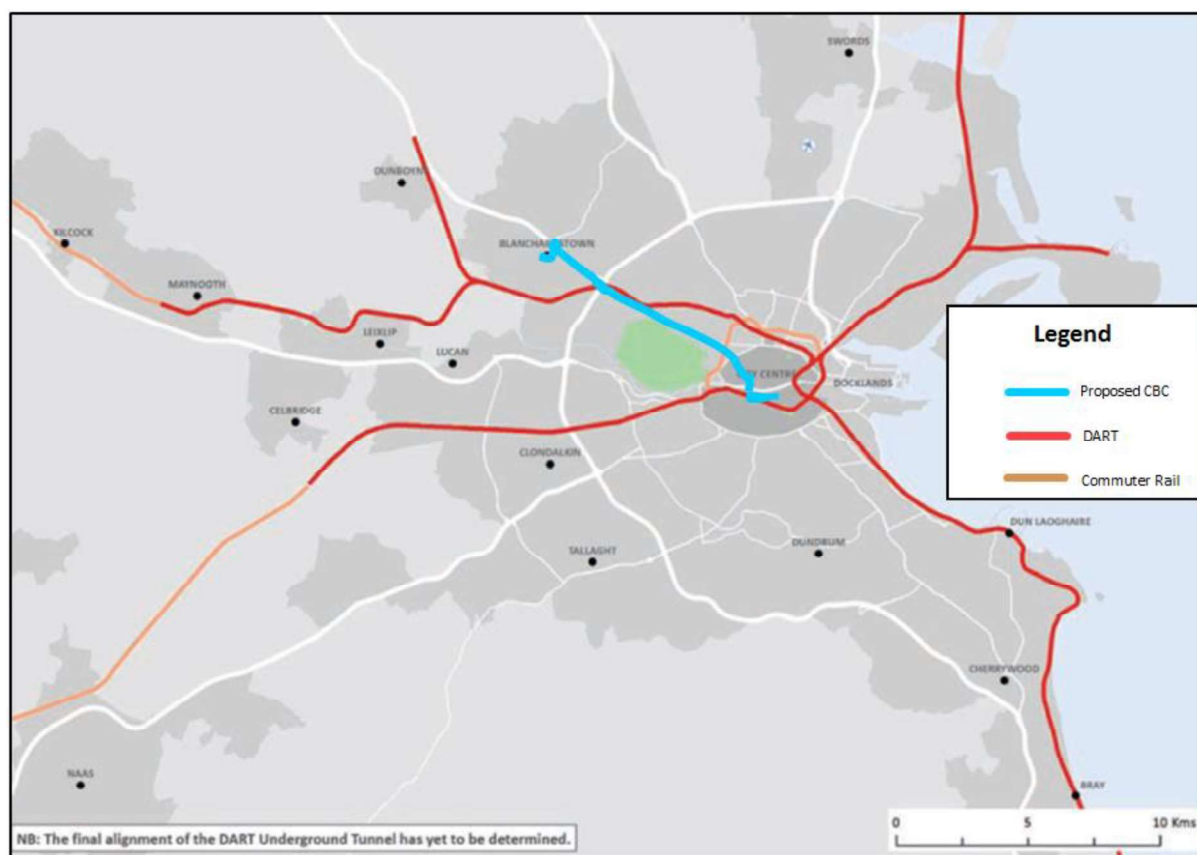 SWORDS
DUNBOYN
KILCOCK
BLANCHARDSTOWN
MAYNOOTH
LEIXLIP
LUCAN
CITY CENTRE
DOCKLANDS
CELBRIDGE
CLONDALKIN
TALLAGHT
DUNDRUM
DUN LAOGHAIRE
CHERRYWOOD
NAAS
BRAY
Legend
Proposed CBC
DART
Commuter Rail
0 5 10 Kms
NB: The final alignment of the DART Underground Tunnel has yet to be determined.